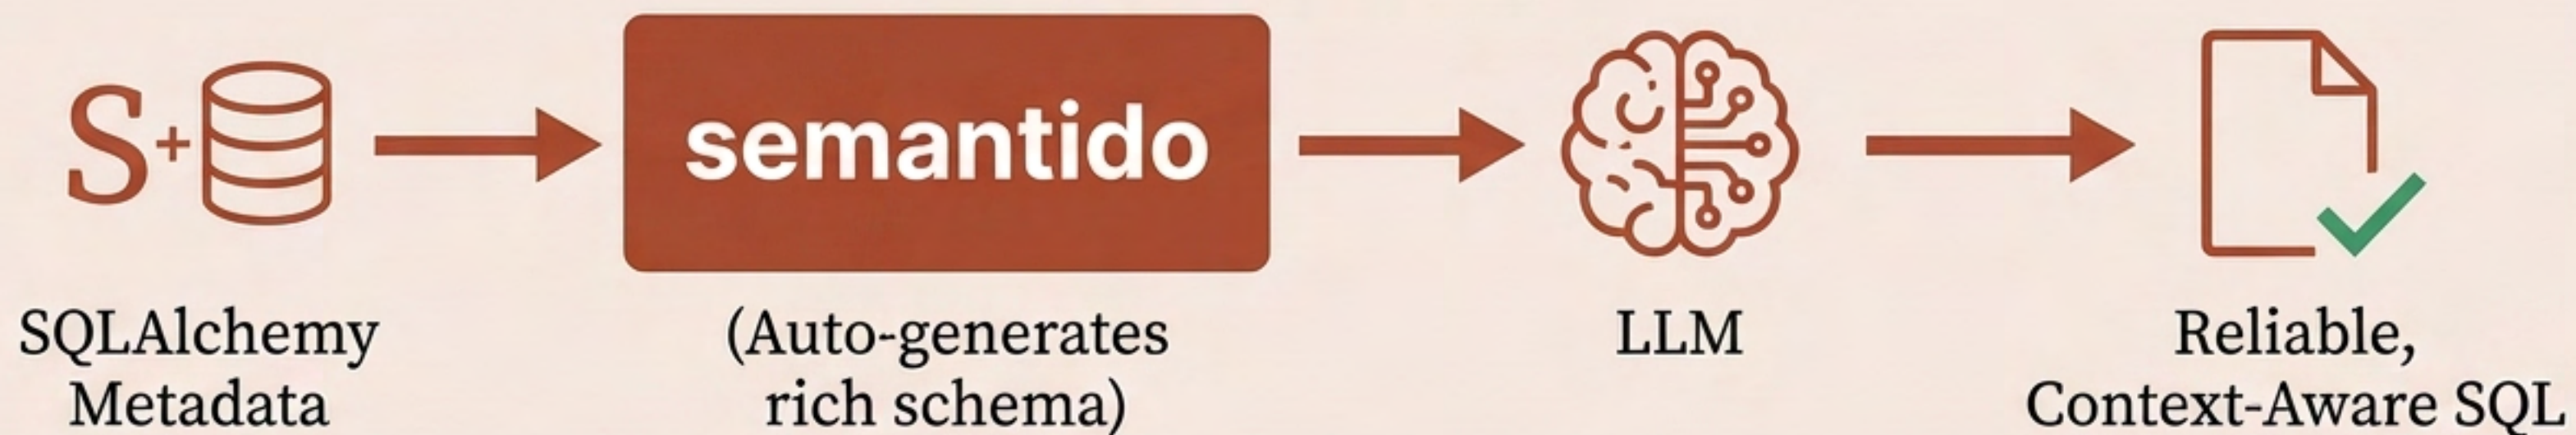 S+
semantido
SQLAlchemy
Metadata
(Auto-generates
rich schema)
LLM
Reliable,
Context-Aware SQL